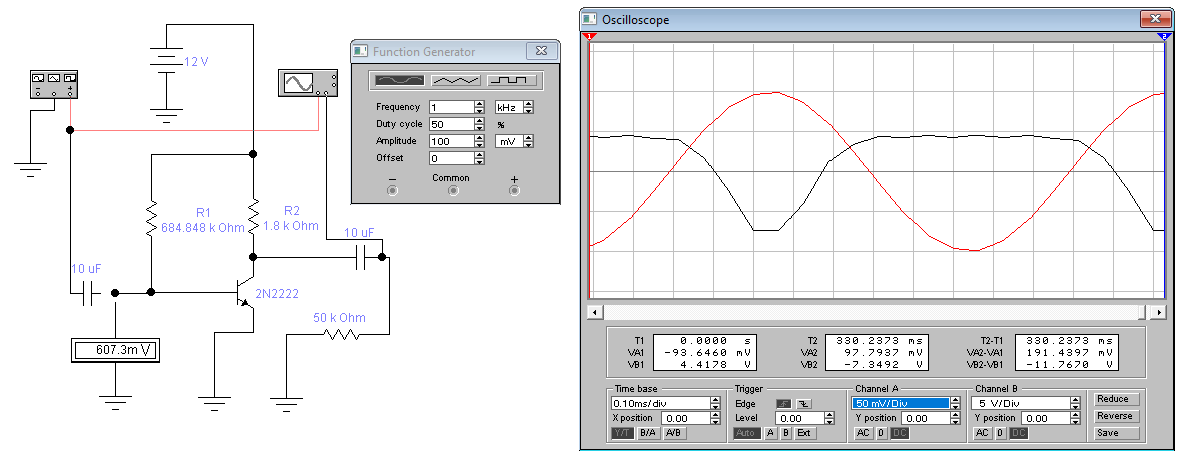 12 V
R1
684.848 k Ohm
R2
1.8 k Ohm
10 uF
10 uF
2N2222
50 k Ohm
607.3m V
Function Generator
Frequency 1 kHz
Duty cycle 50 %
Amplitude 100 mV
Offset 0
− Common +
Oscilloscope
1 2
T1 0.0000 s
VA1 -93.6460 mV
VB1 4.4178 V
T2 330.2373 ms
VA2 97.7937 mV
VB2 -7.3492 V
T2-T1 330.2373 ms
VA2-VA1 191.4397 mV
VB2-VB1 -11.7670 V
Time base
0.10ms/div
X position 0.00
Y/T B/A A/B
Trigger
Edge
Level 0.00
Auto A B Ext
Channel A
50 mV/Div
Y position 0.00
AC 0 DC
Channel B
5 V/Div
Y position 0.00
AC 0 DC
Reduce
Reverse
Save